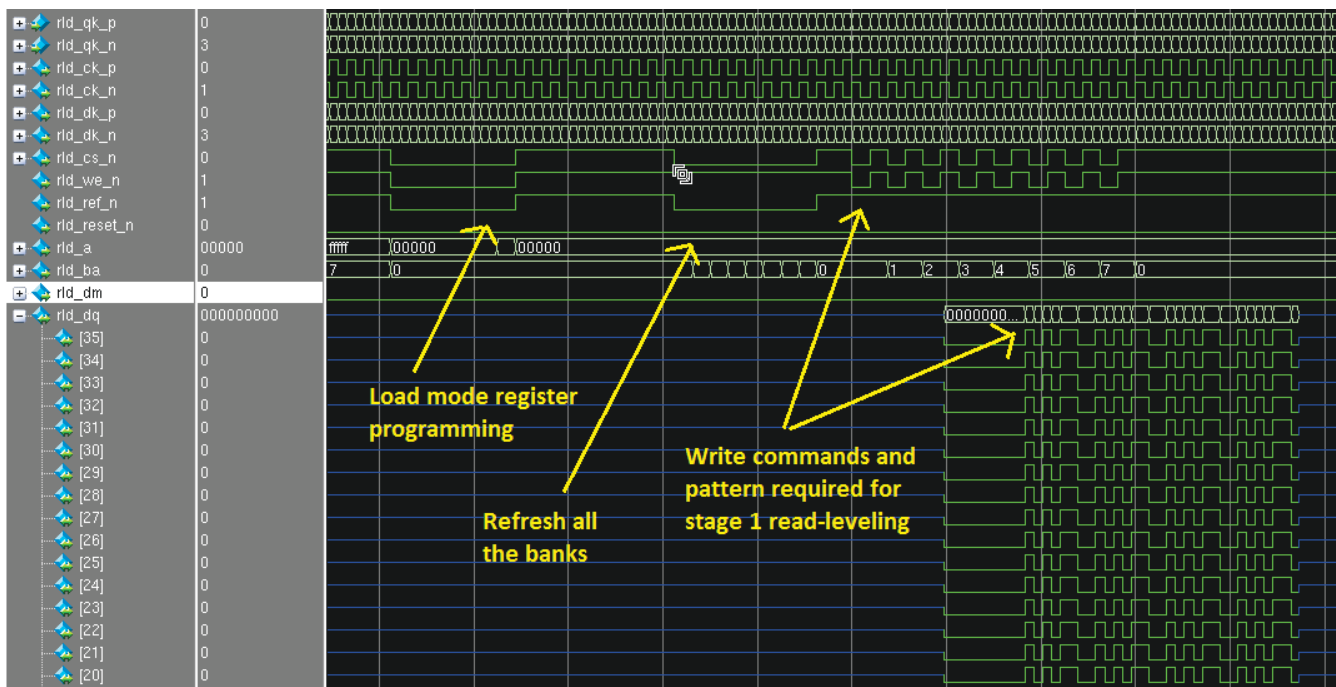 rld_qk_p 0
rld_qk_n 3
rld_ck_p 0
rld_ck_n 1
rld_dk_p 0
rld_dk_n 3
rld_cs_n 0
rld_we_n 1
rld_ref_n 1
rld_reset_n 0
rld_a 00000 fffff 00000 00000
rld_ba 0 7 0 0 1 2 3 4 5 6 7 0
rld_dm 0
rld_dq 000000000 0000000...
[35] 0
[34] 0
[33] 0
[32] 0
[31] 0
[30] 0
[29] 0
[28] 0
[27] 0
[26] 0
[25] 0
[24] 0
[23] 0
[22] 0
[21] 0
[20] 0
Load mode register
programming
Refresh all
the banks
Write commands and
pattern required for
stage 1 read-leveling